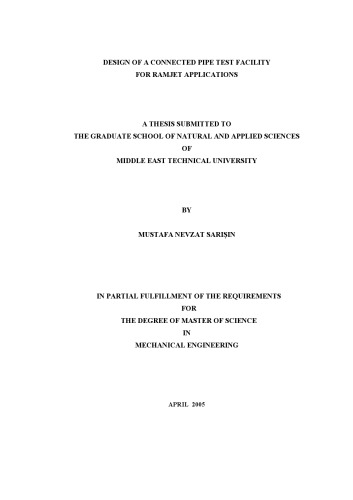 DESIGN OF A CONNECTED PIPE TEST FACILITY
FOR RAMJET APPLICATIONS
A THESIS SUBMITTED TO
THE GRADUATE SCHOOL OF NATURAL AND APPLIED SCIENCES
OF
MIDDLE EAST TECHNICAL UNIVERSITY
BY
MUSTAFA NEVZAT SARIŞIN
IN PARTIAL FULFILLMENT OF THE REQUIREMENTS
FOR
THE DEGREE OF MASTER OF SCIENCE
IN
MECHANICAL ENGINEERING
APRIL 2005